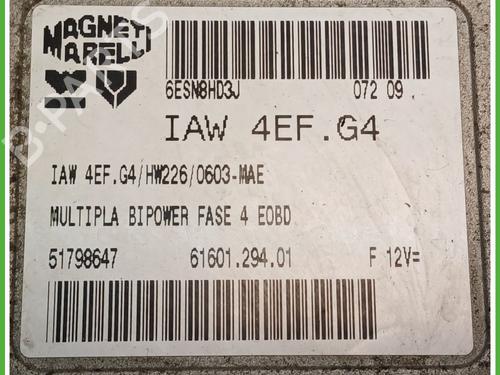 MAGNETI
MARELLI
6ESN8HD3J 072 09
IAW 4EF.G4
IAW 4EF.G4/HW226/0603-MAE
MULTIPLA BIPOWER FASE 4 EOBD
51798647 61601.294.01 F 12V=
B-PARTS